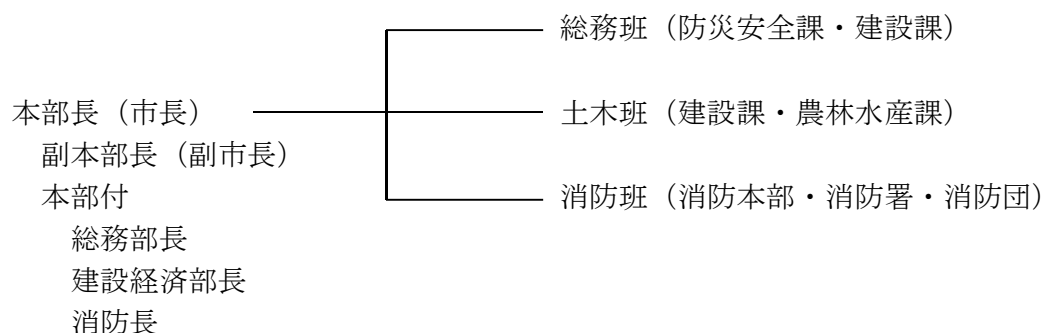 総務班（防災安全課・建設課）
本部長（市長）
土木班（建設課・農林水産課）
副本部長（副市長）
本部付
消防班（消防本部・消防署・消防団）
総務部長
建設経済部長
消防長